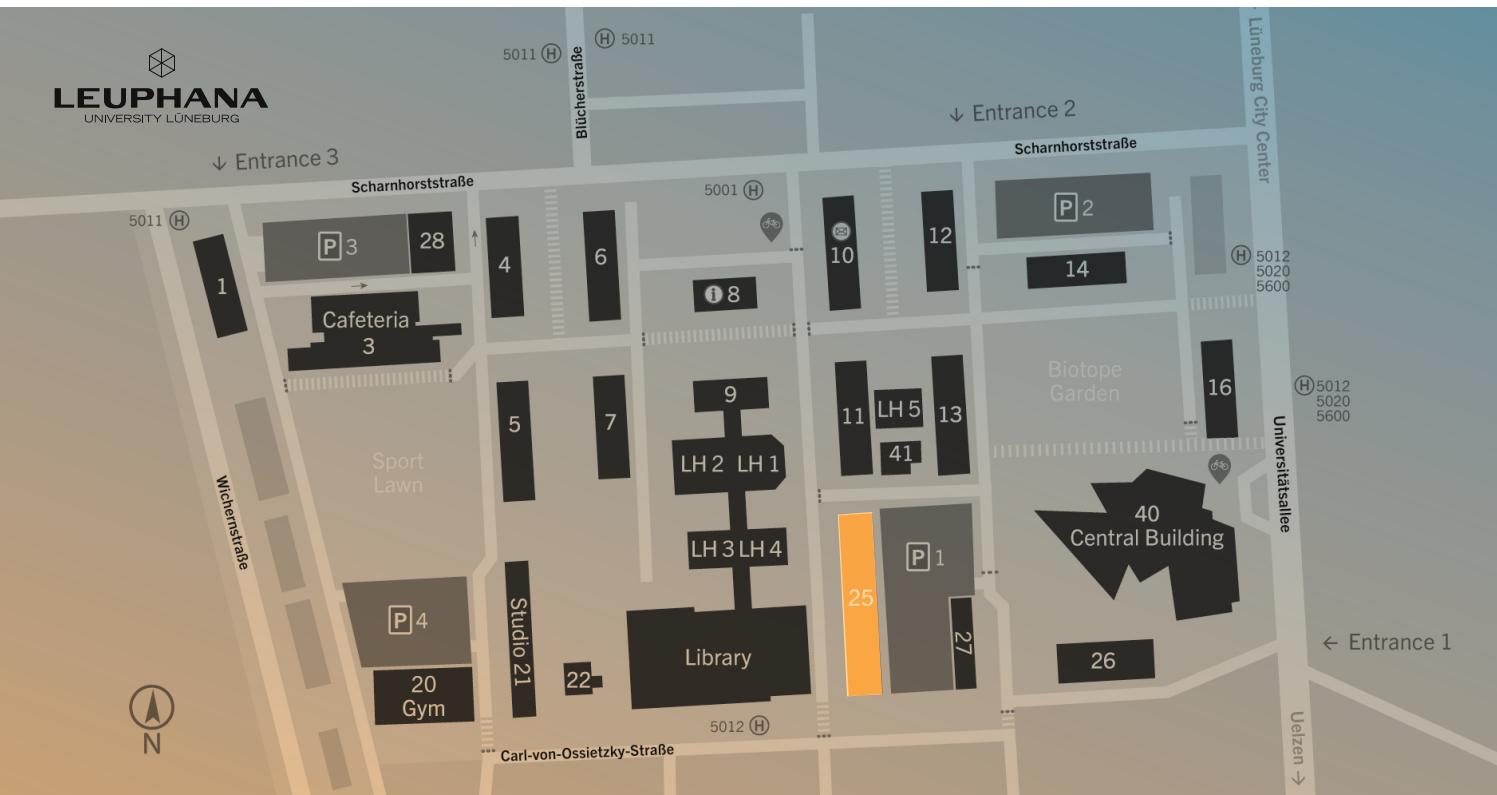 LEUPHANA
UNIVERSITY LÜNEBURG
5011 H
H 5011
Blücherstraße
↑ Lüneburg City Center
↓ Entrance 2
Scharnhorststraße
↓ Entrance 3
Scharnhorststraße
5001 H
5011 H
P 2
1
P 3
28
4
6
10
12
14
H 5012
5020
5600
i 8
Cafeteria
3
9
5
7
11
LH 5
13
Biotope
Garden
16
H 5012
5020
5600
41
LH 2
LH 1
Sport
Lawn
Wichernstraße
Universitätsallee
40
Central Building
LH 3
LH 4
P 1
25
27
P 4
Studio 21
Library
22
20
Gym
26
← Entrance 1
N
5012 H
Carl-von-Ossietzky-Straße
Uelzen →